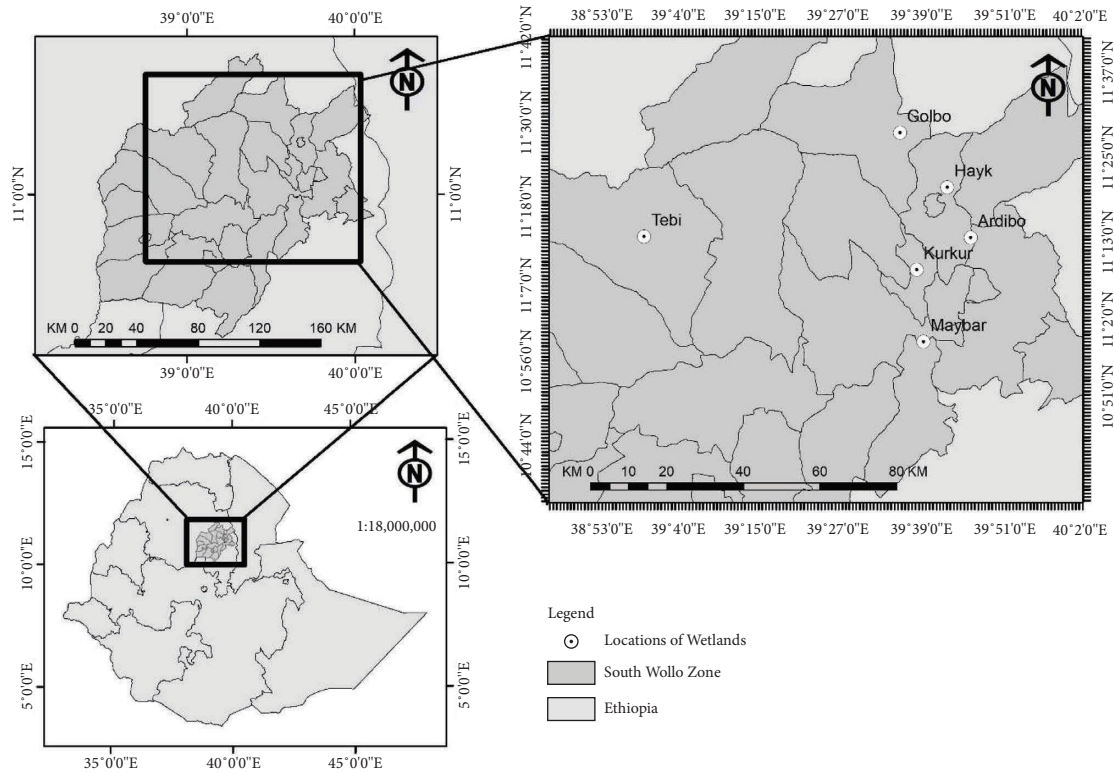 39°0'0"E 40°0'0"E
11°0'0"N
11°0'0"N
N
KM 0 20 40 80 120 160 KM
39°0'0"E 40°0'0"E
38°53'0"E 39°4'0"E 39°15'0"E 39°27'0"E 39°39'0"E 39°51'0"E 40°2'0"E
11°42'0"N
11°30'0"N
11°18'0"N
11°7'0"N
10°56'0"N
10°44'0"N
11°37'0"N
11°25'0"N
11°13'0"N
11°2'0"N
10°51'0"N
N
Golbo
Hayk
Tebi
Ardibo
Kurkur
Maybar
KM 0 10 20 40 60 80 KM
38°53'0"E 39°4'0"E 39°15'0"E 39°27'0"E 39°39'0"E 39°51'0"E 40°2'0"E
35°0'0"E 40°0'0"E 45°0'0"E
15°0'0"E
10°0'0"E
5°0'0"E
15°0'0"E
10°0'0"E
5°0'0"E
N
1:18,000,000
35°0'0"E 40°0'0"E 45°0'0"E
Legend
Locations of Wetlands
South Wollo Zone
Ethiopia